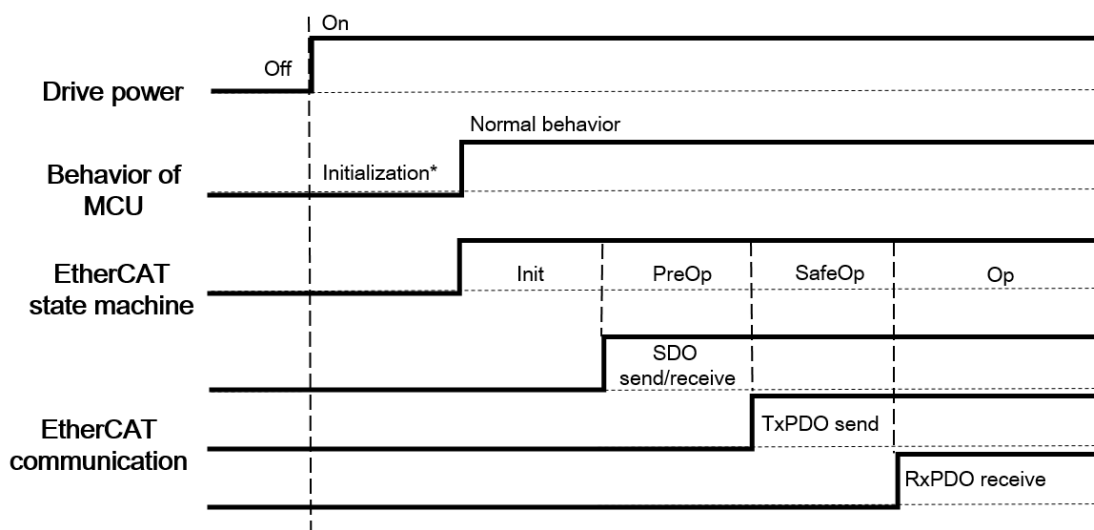 On
Off
Drive power
Normal behavior
Initialization*
Behavior of
MCU
EtherCAT
state machine
Init
PreOp
SafeOp
Op
SDO
send/receive
EtherCAT
communication
TxPDO send
RxPDO receive